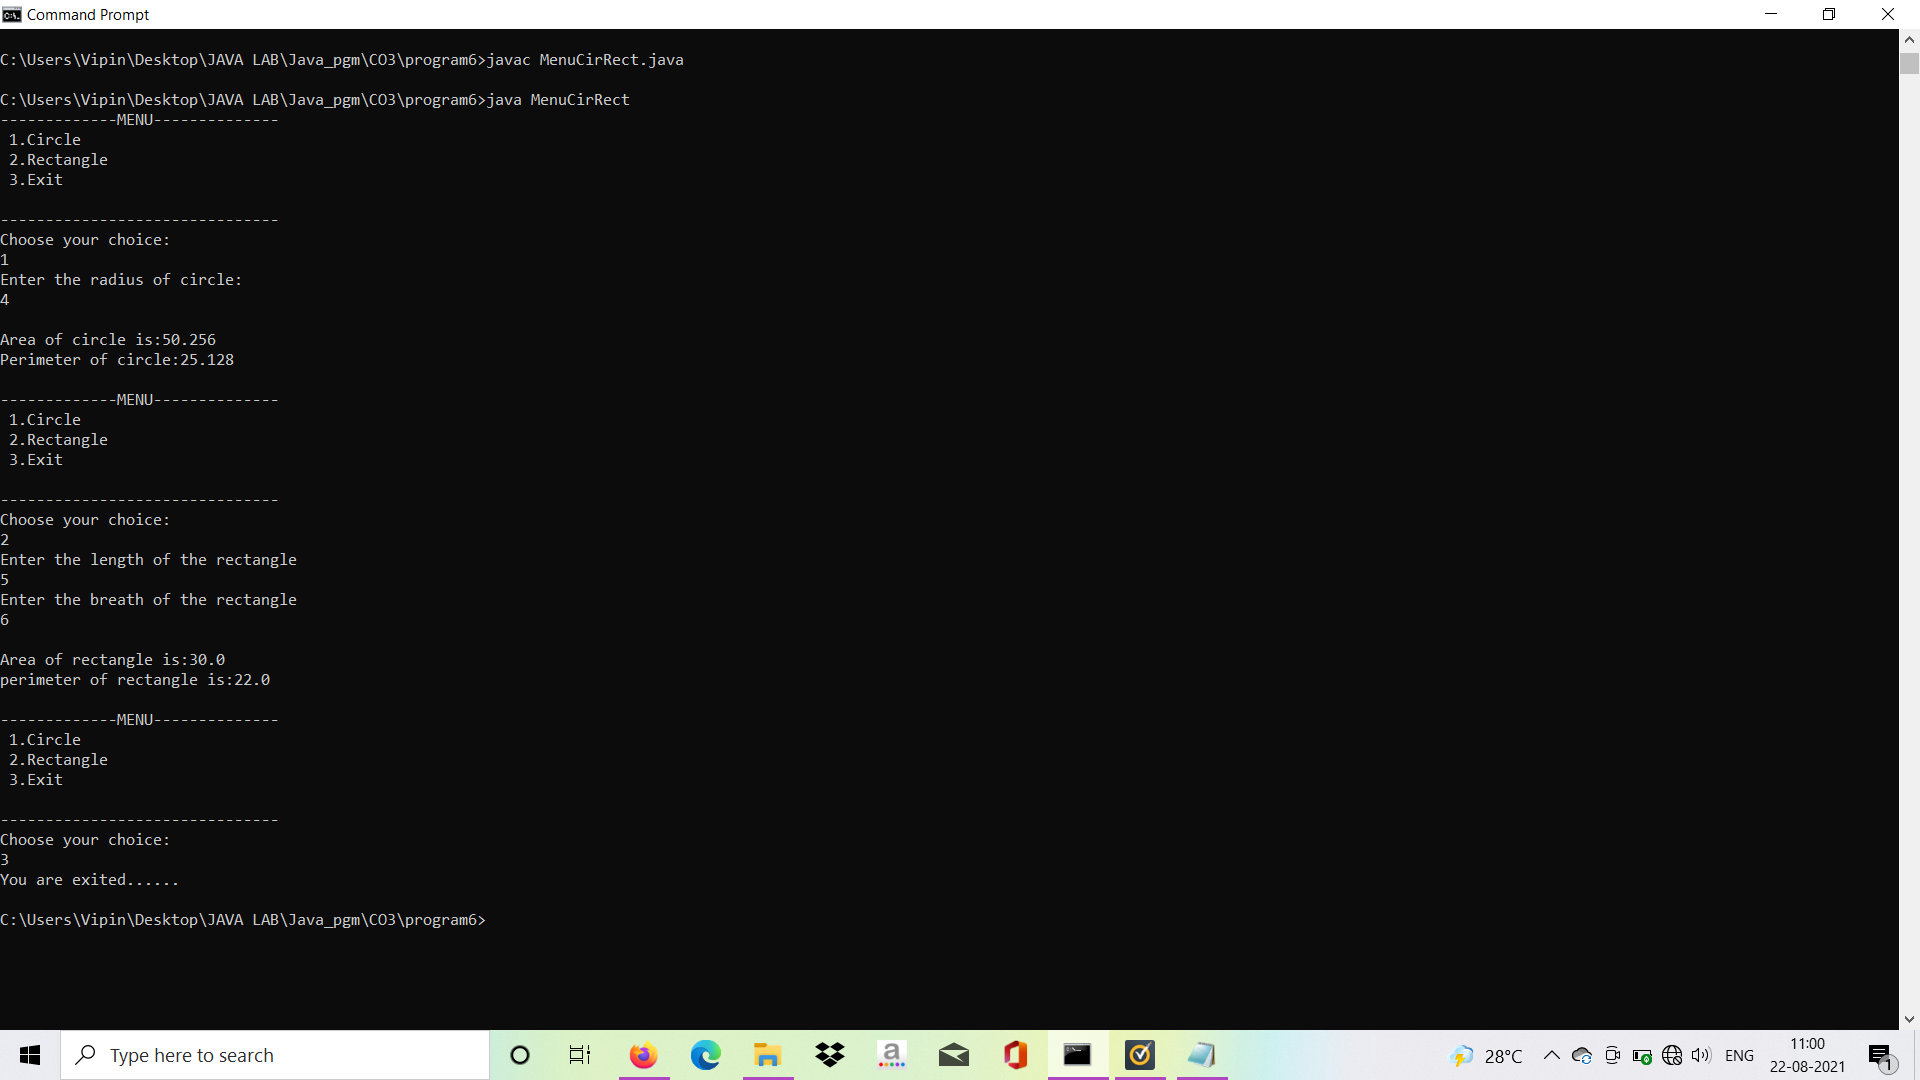 Command Prompt
C:\Users\Vipin\Desktop\JAVA LAB\Java_pgm\CO3\program6>javac MenuCirRect.java
C:\Users\Vipin\Desktop\JAVA LAB\Java_pgm\CO3\program6>java MenuCirRect
-------------MENU--------------
1.Circle
2.Rectangle
3.Exit
-------------------------------
Choose your choice:
1
Enter the radius of circle:
4
Area of circle is:50.256
Perimeter of circle:25.128
-------------MENU--------------
1.Circle
2.Rectangle
3.Exit
-------------------------------
Choose your choice:
2
Enter the length of the rectangle
5
Enter the breath of the rectangle
6
Area of rectangle is:30.0
perimeter of rectangle is:22.0
-------------MENU--------------
1.Circle
2.Rectangle
3.Exit
-------------------------------
Choose your choice:
3
You are exited......
C:\Users\Vipin\Desktop\JAVA LAB\Java_pgm\CO3\program6>
Type here to search
a
28°C
ENG
11:00
22-08-2021
1